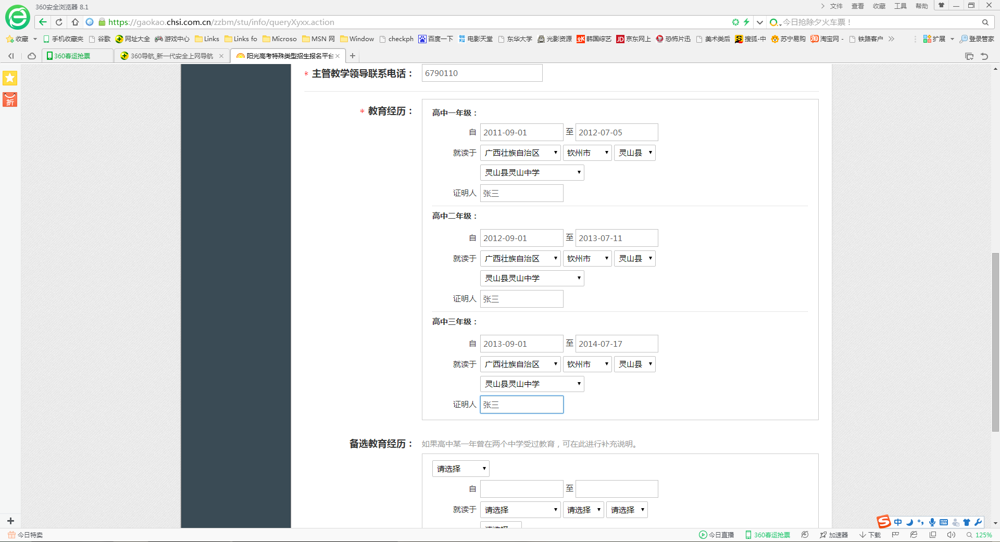 360安全浏览器 8.1
文件 查看 收藏 工具 帮助
https://gaokao.chsi.com.cn/zzbm/stu/info/queryXyxx.action
今日抢除夕火车票！
收藏 手机收藏夹 谷歌 网址大全 游戏中心 Links Links fo Microso MSN 网 Window checkph 百度一下 电影天堂 东华大学 光影资源 韩国综艺 京东网上 恐怖片迅 美术类后 搜狐-中 苏宁易购 淘宝网 - 铁路客户 扩展 登录管家
360春运抢票 360导航_新一代安全上网导航 阳光高考特殊类型招生报名平台
折
* 主管教学领导联系电话： 6790110
* 教育经历：
高中一年级：
自 2011-09-01 至 2012-07-05
就读于 广西壮族自治区 钦州市 灵山县
灵山县灵山中学
证明人 张三
高中二年级：
自 2012-09-01 至 2013-07-11
就读于 广西壮族自治区 钦州市 灵山县
灵山县灵山中学
证明人 张三
高中三年级：
自 2013-09-01 至 2014-07-17
就读于 广西壮族自治区 钦州市 灵山县
灵山县灵山中学
证明人 张三
备选教育经历： 如果高中某一年曾在两个中学受过教育，可在此进行补充说明。
请选择
自 至
就读于 请选择 请选择 请选择
请选择
中
今日特卖 今日直播 360春运抢票 加速器 下载 125%